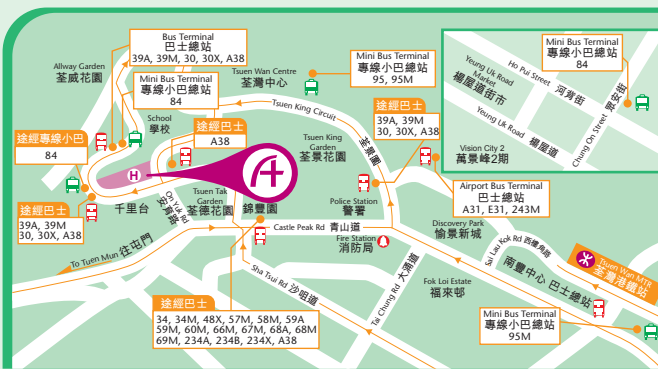 Bus Terminal
巴士總站
39A, 39M, 30, 30X, A38
Allway Garden
荃威花園
Mini Bus Terminal
專線小巴總站
84
School
學校
途經專線小巴
84
途經巴士
A38
Tsuen Wan Centre
荃灣中心
Mini Bus Terminal
專線小巴總站
95, 95M
Tsuen King Circuit
荃景圍
途經巴士
39A, 39M
30, 30X, A38
Tsuen King
Garden
荃景花園
H
途經巴士
39A, 39M
30, 30X, A38
千里台
On Yuk Rd
安育路
Tsuen Tak
Garden
荃德花園
錦豐園
Police Station
警署
Castle Peak Rd 青山道
Fire Station
消防局
To Tuen Mun 往屯門
Sha Tsui Rd 沙咀道
途經巴士
34, 34M, 48X, 57M, 58M, 59A
59M, 60M, 66M, 67M, 68A, 68M
69M, 234A, 234B, 234X, A38
Tai Chung Rd 大涌道
Fok Loi Estate
福來邨
Airport Bus Terminal
巴士總站
A31, E31, 243M
Discovery Park
愉景新城
Sai Lau Kok Rd 西樓角路
Tsuen Wan MTR
荃灣港鐵站
南豐中心 巴士總站
Mini Bus Terminal
專線小巴總站
95M
Mini Bus Terminal
專線小巴總站
84
Yeung Uk Road
Market
楊屋道街市
Ho Pui Street 河背街
Yeung Uk Road 楊屋道
Chung On Street 眾安街
Vision City 2
萬景峰2期